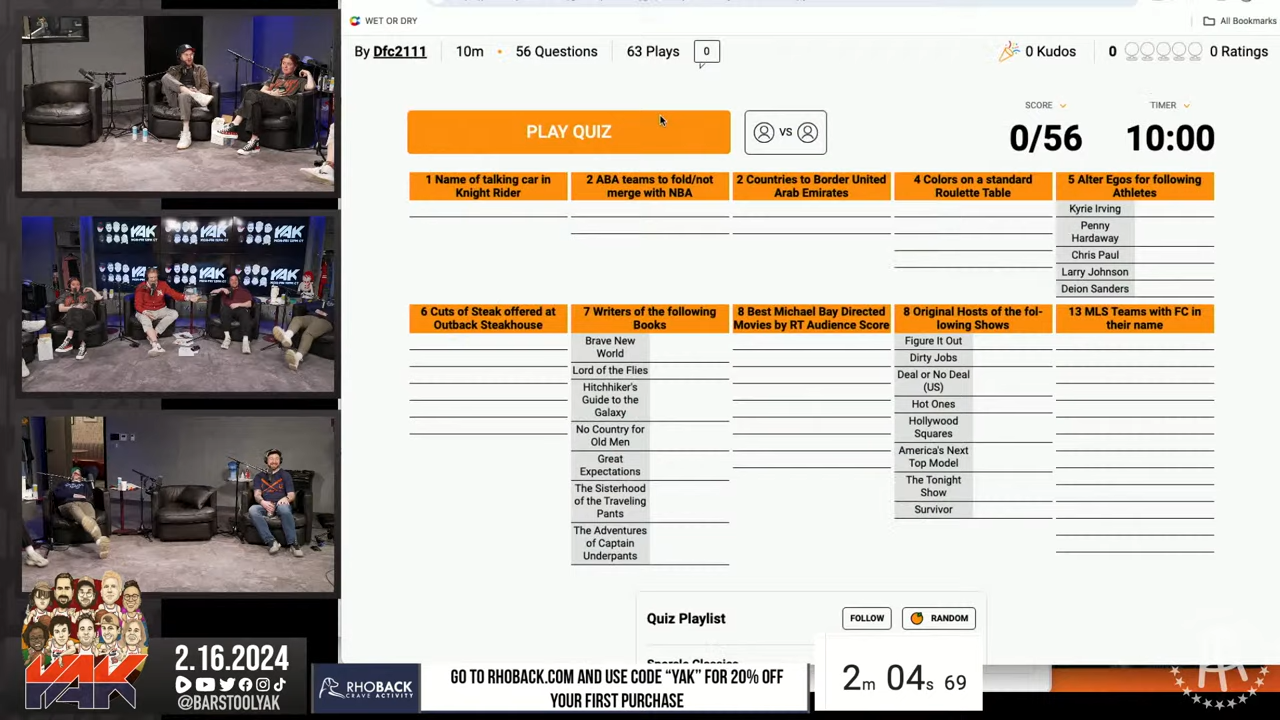 WET OR DRY
All Bookmarks
By Dfc2111
10m • 56 Questions
63 Plays
0
0 Kudos
0
0 Ratings
PLAY QUIZ
VS
SCORE
0/56
TIMER
10:00
1 Name of talking car in
Knight Rider
2 ABA teams to fold/not
merge with NBA
2 Countries to Border United
Arab Emirates
4 Colors on a standard
Roulette Table
5 Alter Egos for following
Athletes
Kyrie Irving
Penny
Hardaway
Chris Paul
Larry Johnson
Deion Sanders
6 Cuts of Steak offered at
Outback Steakhouse
7 Writers of the following
Books
Brave New
World
Lord of the Flies
Hitchhiker's
Guide to the
Galaxy
No Country for
Old Men
Great
Expectations
The Sisterhood
of the Traveling
Pants
The Adventures
of Captain
Underpants
8 Best Michael Bay Directed
Movies by RT Audience Score
8 Original Hosts of the fol-
lowing Shows
Figure It Out
Dirty Jobs
Deal or No Deal
(US)
Hot Ones
Hollywood
Squares
America's Next
Top Model
The Tonight
Show
Survivor
13 MLS Teams with FC in
their name
Quiz Playlist
FOLLOW
RANDOM
YAK
YAK
YAK
YAK
YAK
YAK
YAK
2.16.2024
@BARSTOOLYAK
RHOBACK
CRAVE ACTIVITY
GO TO RHOBACK.COM AND USE CODE "YAK" FOR 20% OFF
YOUR FIRST PURCHASE
2m 04s 69